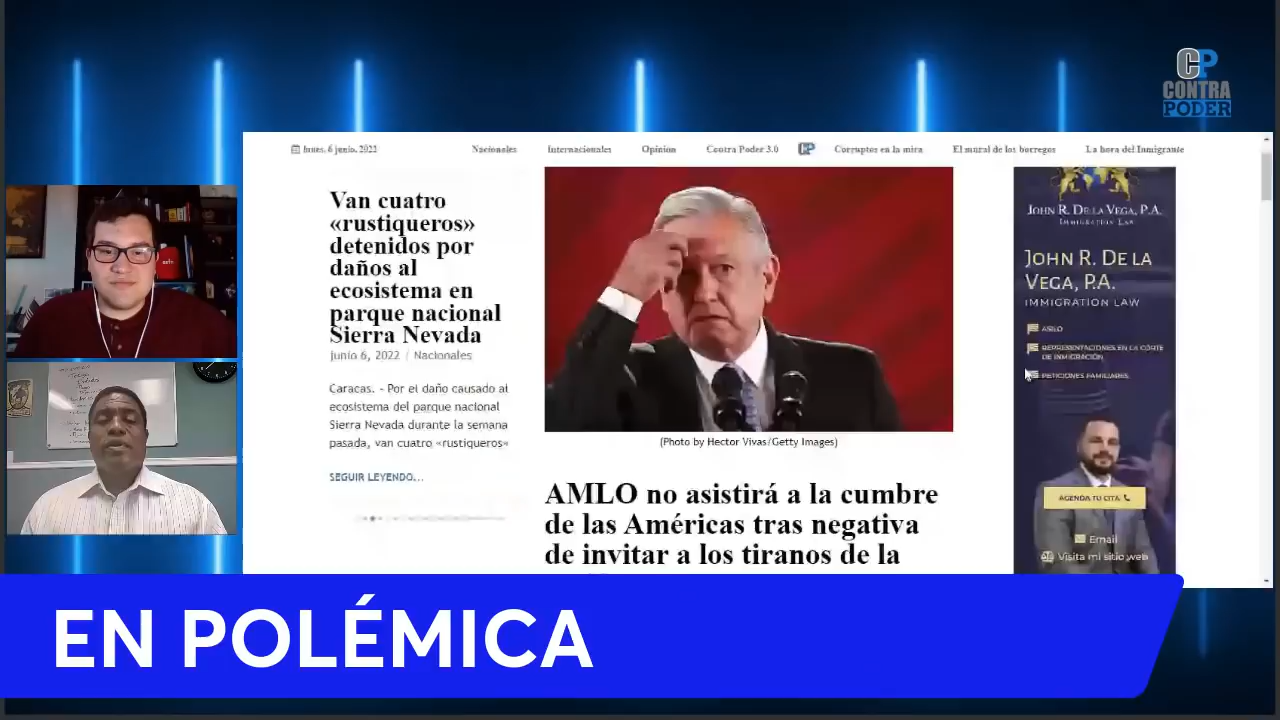 CP
CONTRA
PODER
lunes, 6 junio, 2022
Nacionales
Internacionales
Opinión
Contra Poder 3.0
CP
Corruptos en la mira
El mural de los borregos
La hora del Inmigrante
Van cuatro
«rustiqueros»
detenidos por
daños al
ecosistema en
parque nacional
Sierra Nevada
junio 6, 2022 | Nacionales
Caracas. - Por el daño causado al
ecosistema del parque nacional
Sierra Nevada durante la semana
pasada, van cuatro «rustiqueros»
SEGUIR LEYENDO...
(Photo by Hector Vivas/Getty Images)
AMLO no asistirá a la cumbre
de las Américas tras negativa
de invitar a los tiranos de la
JOHN R. DE LA VEGA, P.A.
IMMIGRATION LAW
JOHN R. DE LA
VEGA, P.A.
IMMIGRATION LAW
ASILO
REPRESENTACIONES EN LA CORTE
DE INMIGRACIÓN
PETICIONES FAMILIARES
AGENDA TU CITA
Email
Visita mi sitio web
EN POLÉMICA